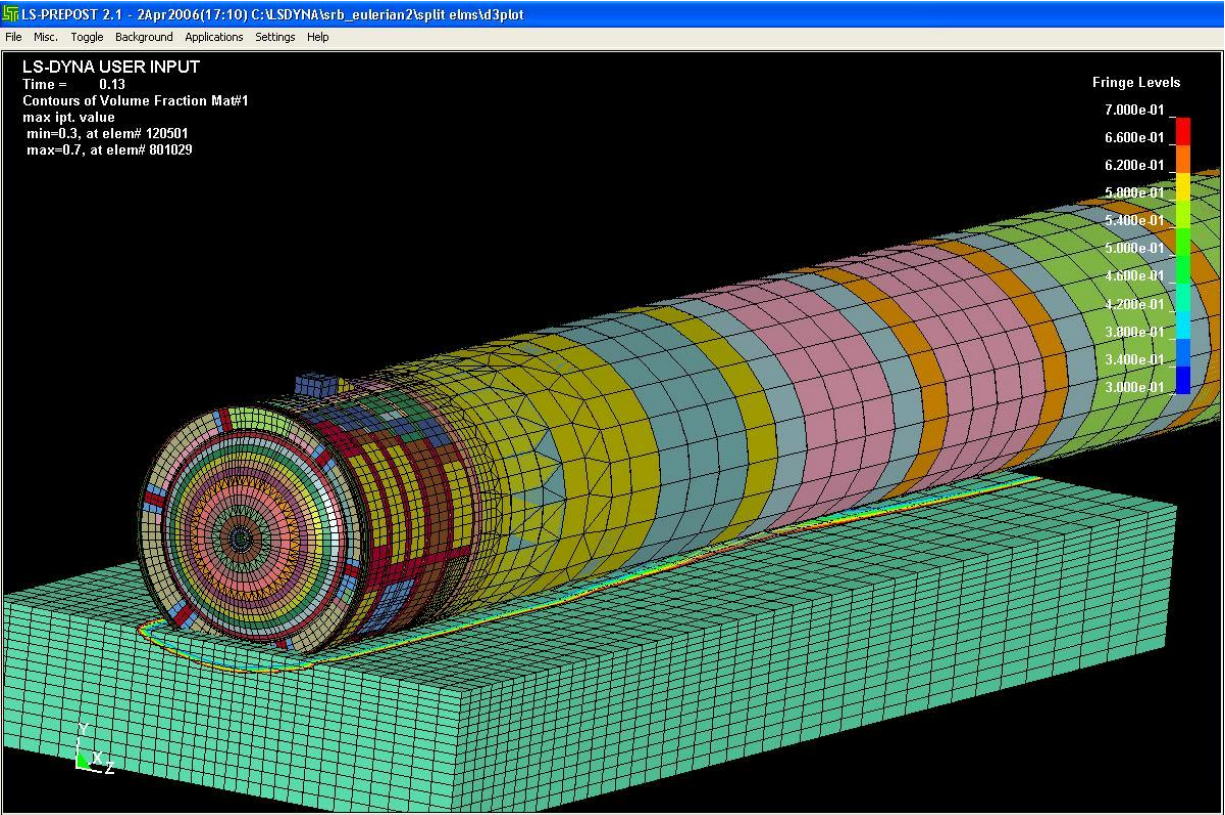 LS-PREPOST 2.1 - 2Apr2006(17:10) C:\LSDYNA\srb_eulerian2\split elms\d3plot
File Misc. Toggle Background Applications Settings Help
LS-DYNA USER INPUT
Time = 0.13
Contours of Volume Fraction Mat#1
max ipt. value
min=0.3, at elem# 120501
max=0.7, at elem# 801029
Fringe Levels
7.000e-01
6.600e-01
6.200e-01
5.800e-01
5.400e-01
5.000e-01
4.600e-01
4.200e-01
3.800e-01
3.400e-01
3.000e-01
Y
X
Z